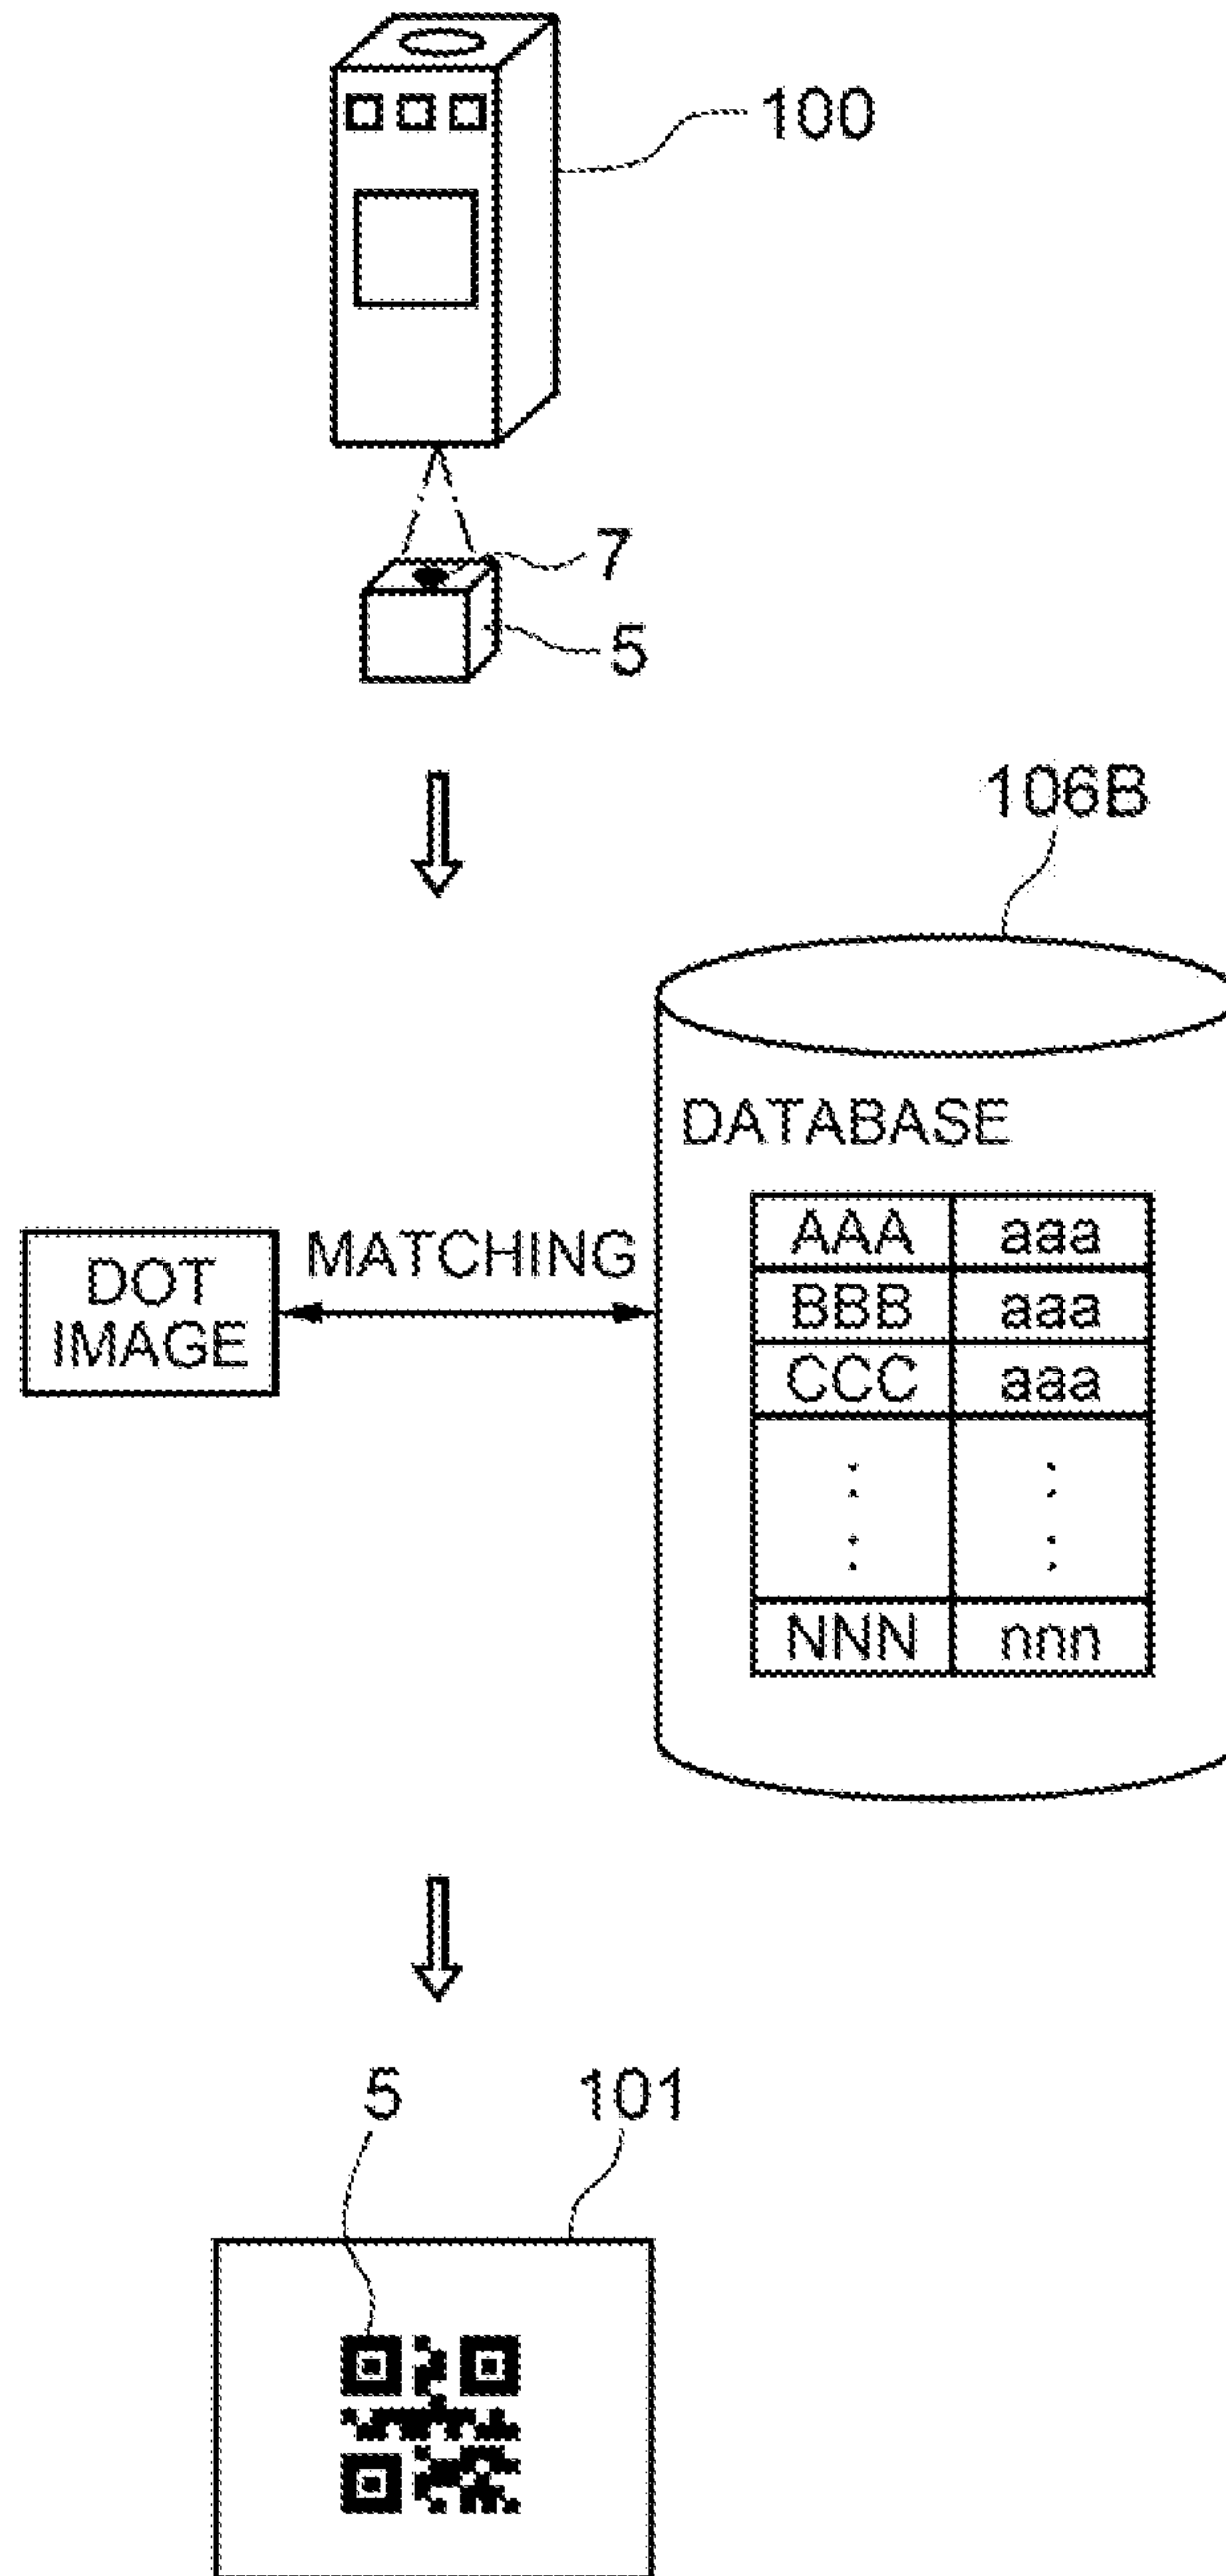 100
7
5
106B
DATABASE
AAA aaa
BBB aaa
CCC aaa
NNN nnn
MATCHING
DOT
IMAGE
5 101